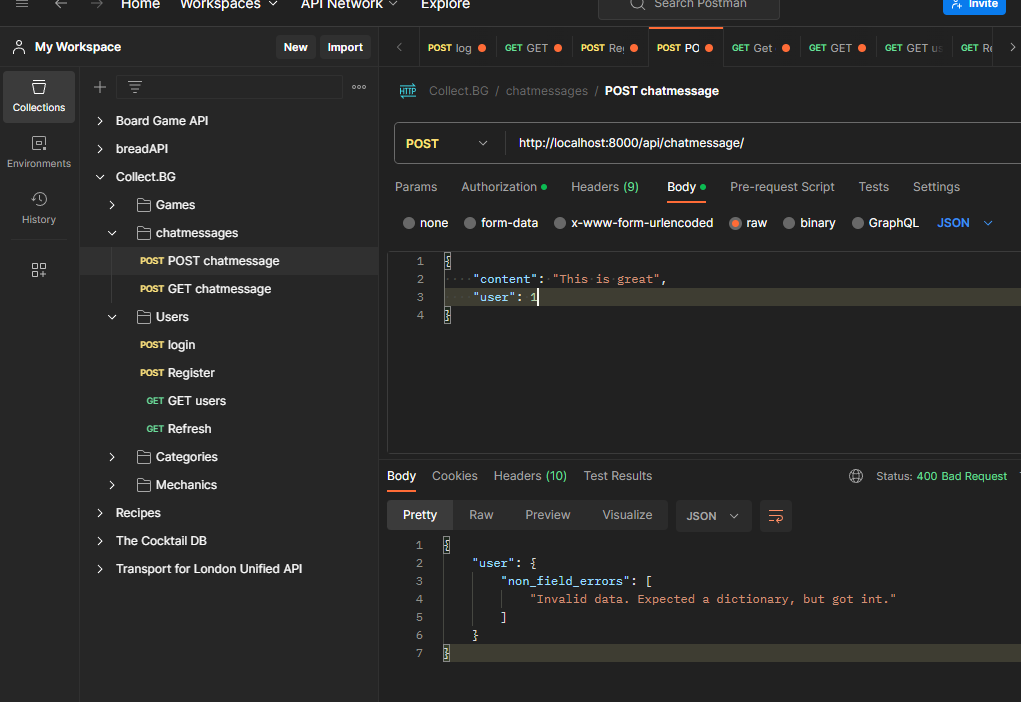 Home Workspaces API Network Explore Search Postman Invite
My Workspace New Import
POST log GET GET POST Reg POST PO GET Get GET GET GET GET us GET Re
Collections
Environments
History
Board Game API
breadAPI
Collect.BG
Games
chatmessages
POST POST chatmessage
GET GET chatmessage
Users
POST login
POST Register
GET GET users
GET Refresh
Categories
Mechanics
Recipes
The Cocktail DB
Transport for London Unified API
HTTP Collect.BG / chatmessages / POST chatmessage
POST http://localhost:8000/api/chatmessage/
Params Authorization Headers (9) Body Pre-request Script Tests Settings
none form-data x-www-form-urlencoded raw binary GraphQL JSON
1 {
2 "content": "This is great",
3 "user": 1
4 }
Body Cookies Headers (10) Test Results Status: 400 Bad Request
Pretty Raw Preview Visualize JSON
1 {
2 "user": {
3 "non_field_errors": [
4 "Invalid data. Expected a dictionary, but got int."
5 ]
6 }
7 }